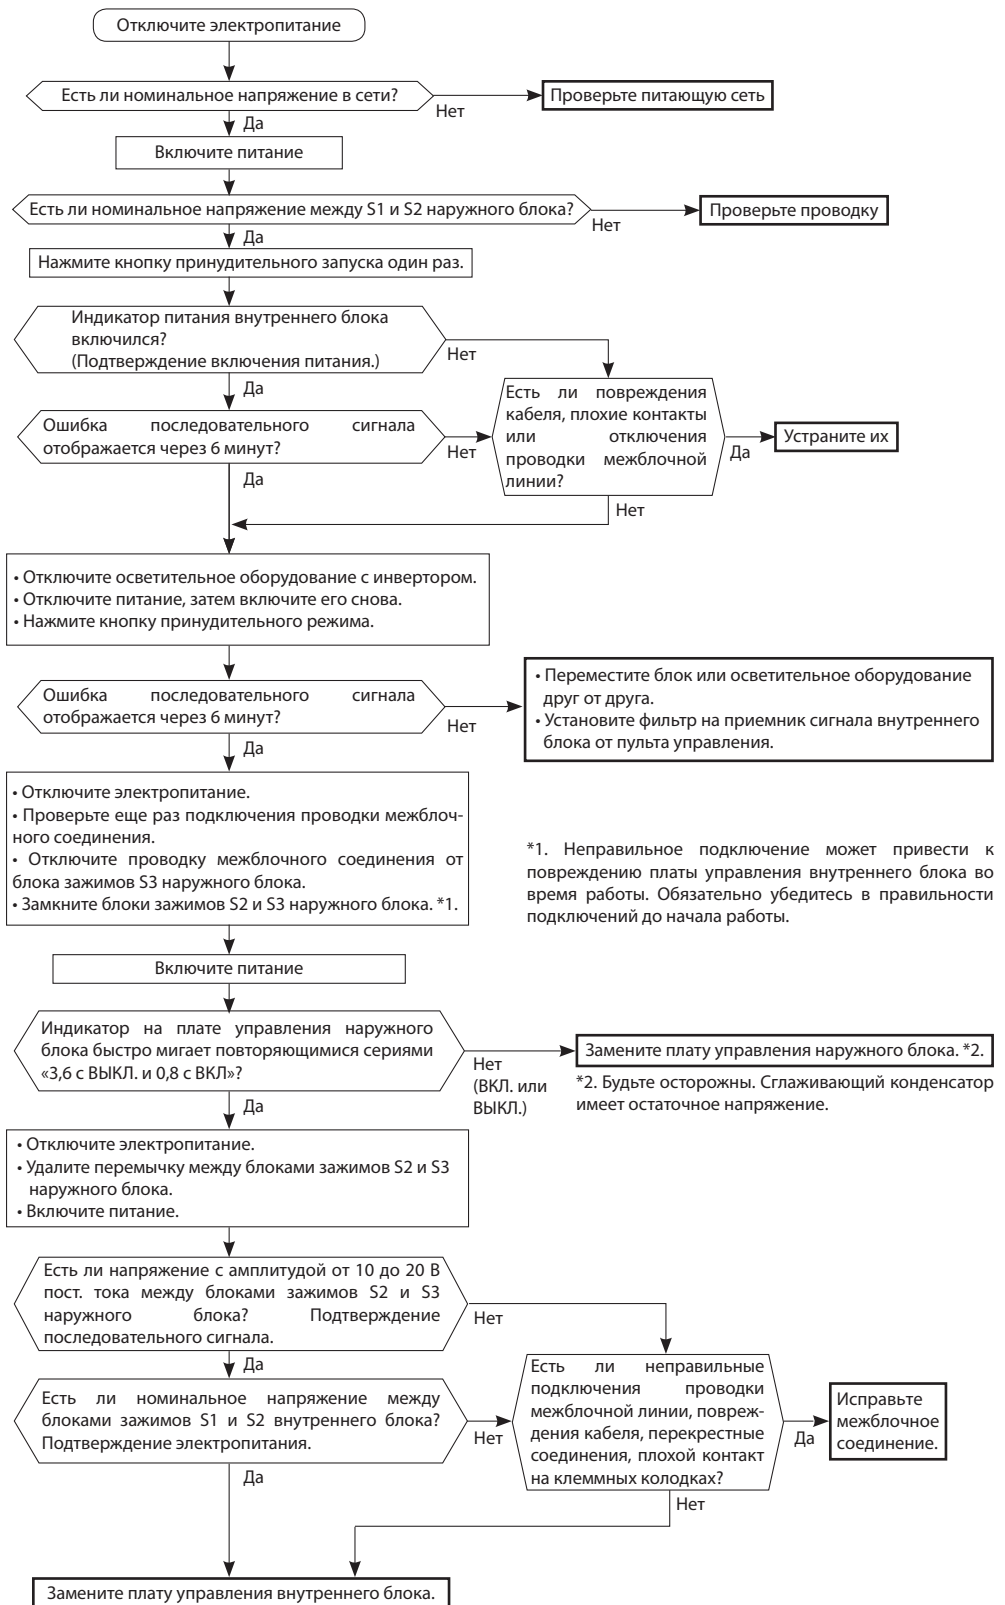 Отключите электропитание
Есть ли номинальное напряжение в сети?
Нет
Проверьте питающую сеть
Да
Включите питание
Есть ли номинальное напряжение между S1 и S2 наружного блока?
Нет
Проверьте проводку
Да
Нажмите кнопку принудительного запуска один раз.
Индикатор питания внутреннего блока
включился?
(Подтверждение включения питания.)
Нет
Да
Ошибка последовательного сигнала
отображается через 6 минут?
Нет
Есть ли повреждения
кабеля, плохие контакты
или отключения
проводки межблочной
линии?
Да
Устраните их
Да
Нет
• Отключите осветительное оборудование с инвертором.
• Отключите питание, затем включите его снова.
• Нажмите кнопку принудительного режима.
Ошибка последовательного сигнала
отображается через 6 минут?
Нет
• Переместите блок или осветительное оборудование
друг от друга.
• Установите фильтр на приемник сигнала внутреннего
блока от пульта управления.
Да
• Отключите электропитание.
• Проверьте еще раз подключения проводки межблоч-
ного соединения.
• Отключите проводку межблочного соединения от
блока зажимов S3 наружного блока.
• Замкните блоки зажимов S2 и S3 наружного блока. *1.
*1. Неправильное подключение может привести к
повреждению платы управления внутреннего блока во
время работы. Обязательно убедитесь в правильности
подключений до начала работы.
Включите питание
Индикатор на плате управления наружного
блока быстро мигает повторяющимися сериями
«3,6 с ВЫКЛ. и 0,8 с ВКЛ»?
Нет
(ВКЛ. или
ВЫКЛ.)
Замените плату управления наружного блока. *2.
*2. Будьте осторожны. Сглаживающий конденсатор
имеет остаточное напряжение.
Да
• Отключите электропитание.
• Удалите перемычку между блоками зажимов S2 и S3
наружного блока.
• Включите питание.
Есть ли напряжение с амплитудой от 10 до 20 В
пост. тока между блоками зажимов S2 и S3
наружного блока? Подтверждение
последовательного сигнала.
Нет
Да
Есть ли номинальное напряжение между
блоками зажимов S1 и S2 внутреннего блока?
Подтверждение электропитания.
Нет
Есть ли неправильные
подключения проводки
межблочной линии, повреж-
дения кабеля, перекрестные
соединения, плохой контакт
на клеммных колодках?
Да
Исправьте
межблочное
соединение.
Да
Нет
Замените плату управления внутреннего блока.